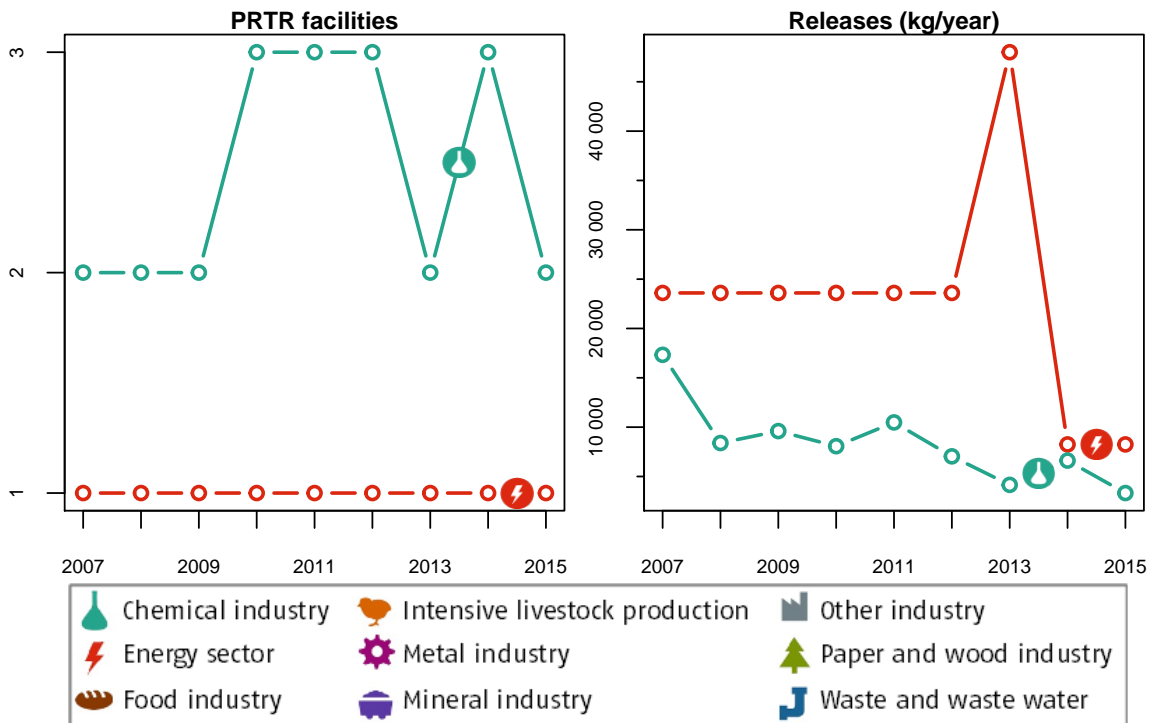 PRTR facilities
3
2
1
2007 2009 2011 2013 2015
Releases (kg/year)
40 000
30 000
20 000
10 000
2007 2009 2011 2013 2015
Chemical industry Intensive livestock production Other industry
Energy sector Metal industry Paper and wood industry
Food industry Mineral industry Waste and waste water